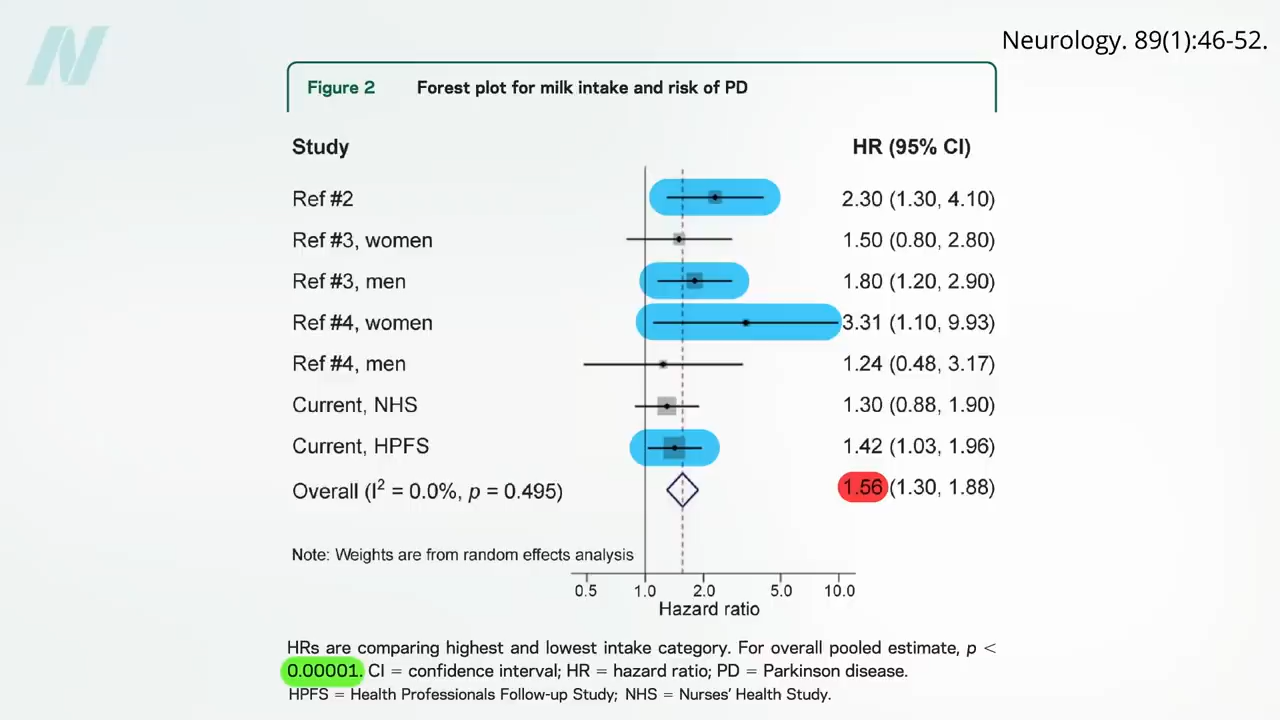 N
Neurology. 89(1):46-52.
Figure 2 Forest plot for milk intake and risk of PD
Study HR (95% CI)
Ref #2 2.30 (1.30, 4.10)
Ref #3, women 1.50 (0.80, 2.80)
Ref #3, men 1.80 (1.20, 2.90)
Ref #4, women 3.31 (1.10, 9.93)
Ref #4, men 1.24 (0.48, 3.17)
Current, NHS 1.30 (0.88, 1.90)
Current, HPFS 1.42 (1.03, 1.96)
Overall (I² = 0.0%, p = 0.495) 1.56 (1.30, 1.88)
Note: Weights are from random effects analysis
0.5 1.0 2.0 5.0 10.0
Hazard ratio
HRs are comparing highest and lowest intake category. For overall pooled estimate, p <
0.00001. CI = confidence interval; HR = hazard ratio; PD = Parkinson disease.
HPFS = Health Professionals Follow-up Study; NHS = Nurses' Health Study.